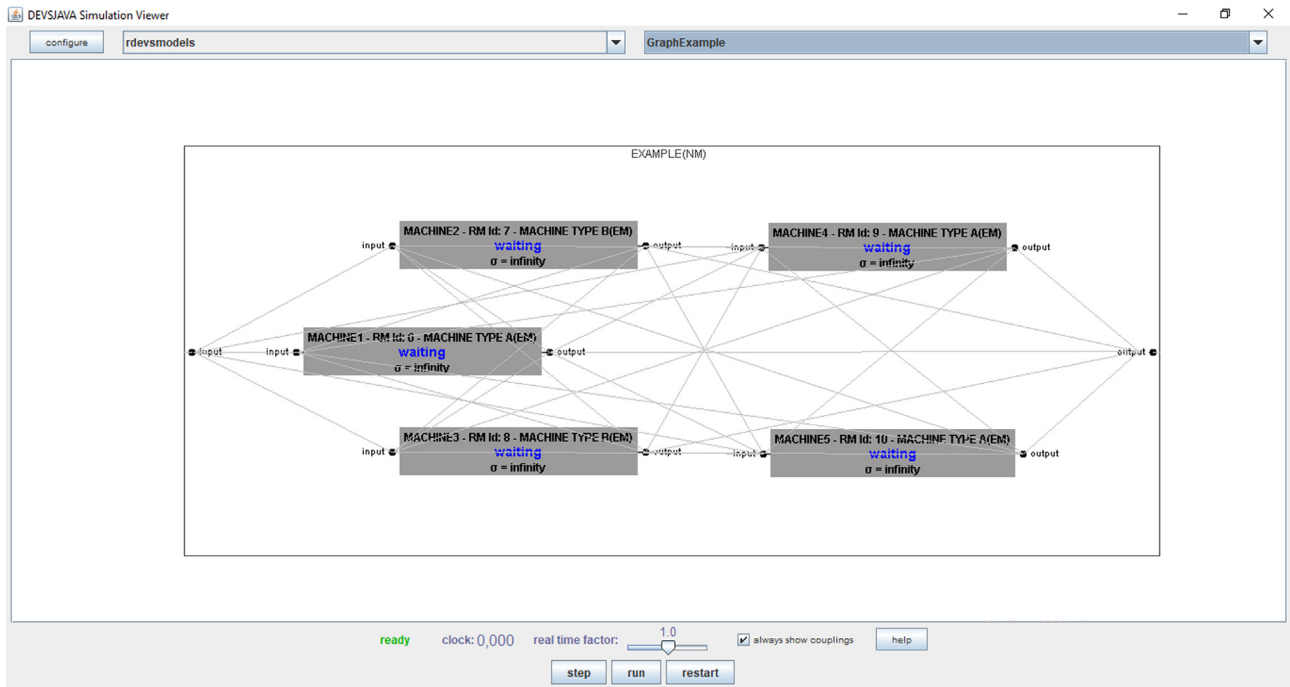 DEVSJAVA Simulation Viewer
configure
rdevsmodels
GraphExample
EXAMPLE(NM)
MACHINE2 - RM Id: 7 - MACHINE TYPE B(EM)
input
waiting
output
σ = infinity
MACHINE4 - RM Id: 9 - MACHINE TYPE A(EM)
input
waiting
output
σ = infinity
input
MACHINE1 - RM Id: 6 - MACHINE TYPE A(EM)
input
waiting
output
σ = infinity
output
MACHINE3 - RM Id: 8 - MACHINE TYPE B(EM)
input
waiting
output
σ = infinity
MACHINE5 - RM Id: 10 - MACHINE TYPE A(EM)
input
waiting
output
σ = infinity
ready
clock: 0,000
real time factor:
1.0
always show couplings
help
step
run
restart